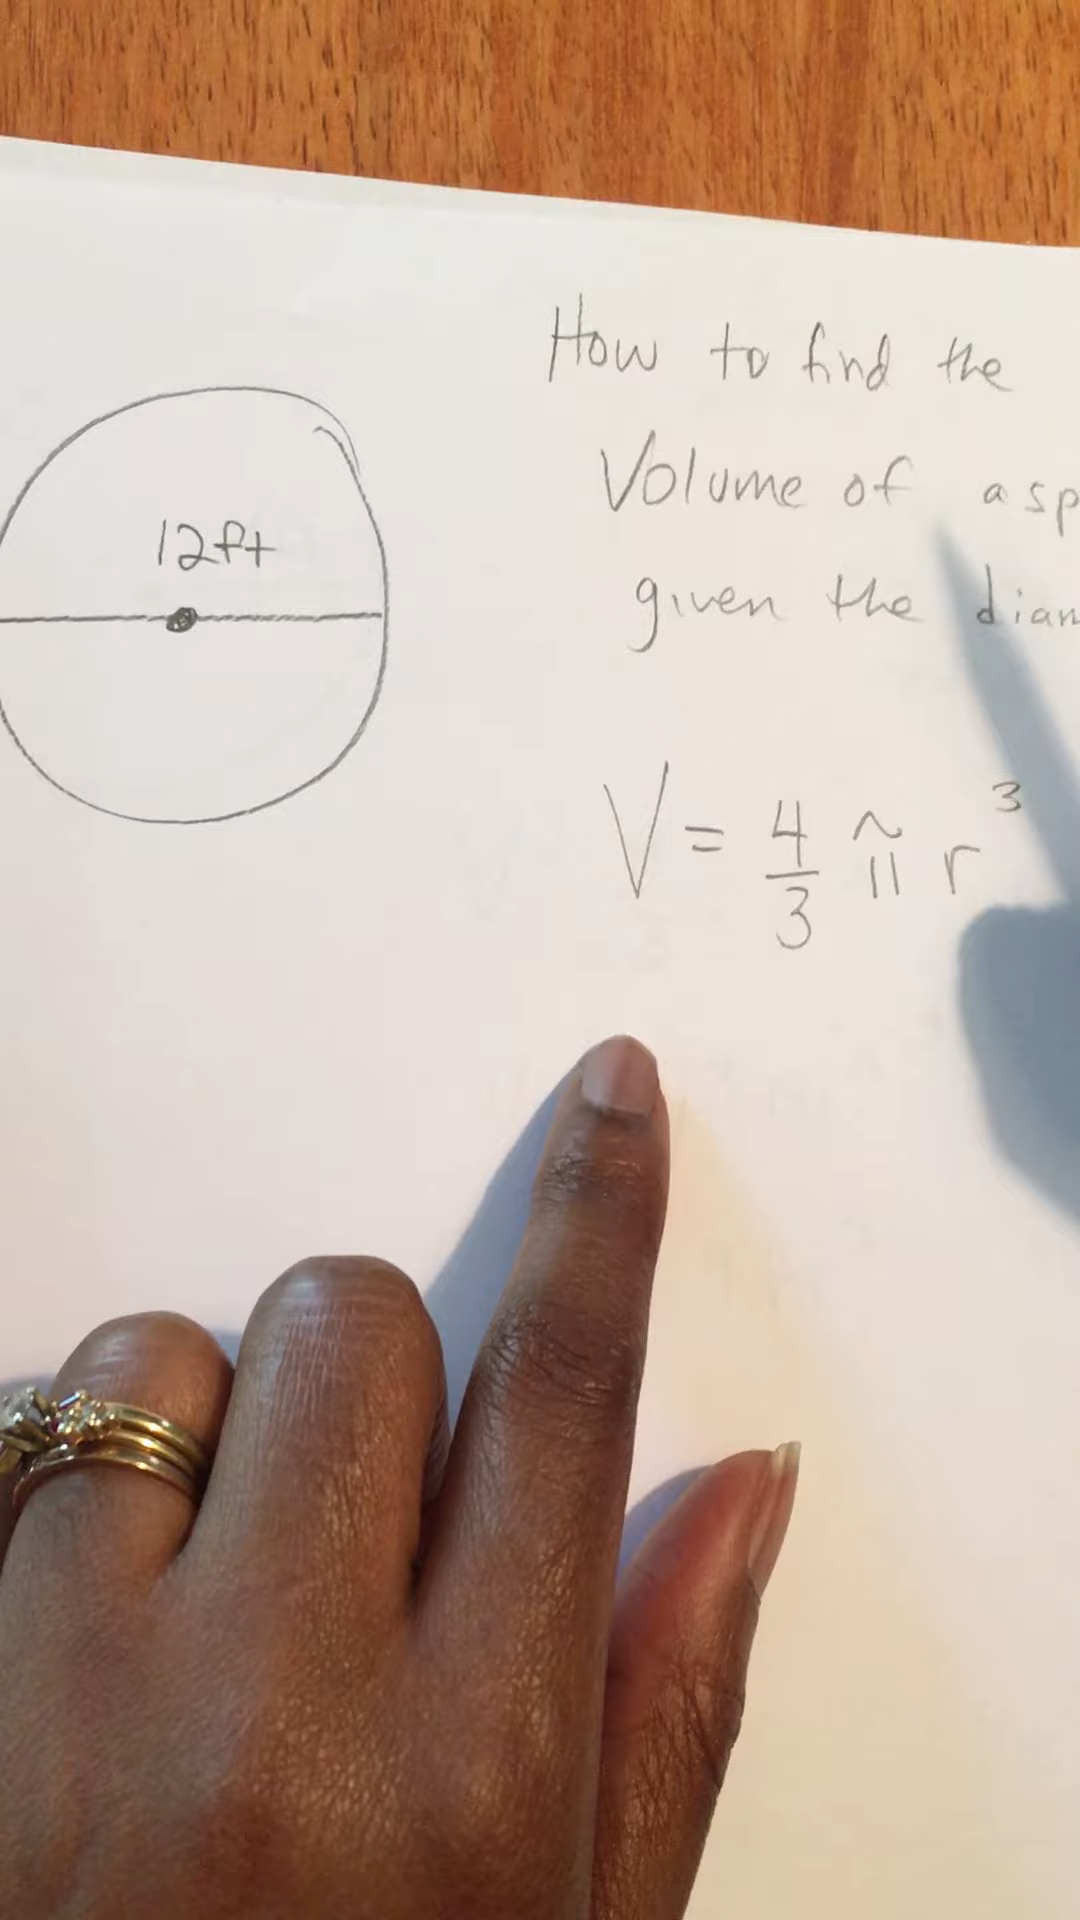 How to find the
Volume of a sp
given the diam
12ft
V = 4/3 π r³